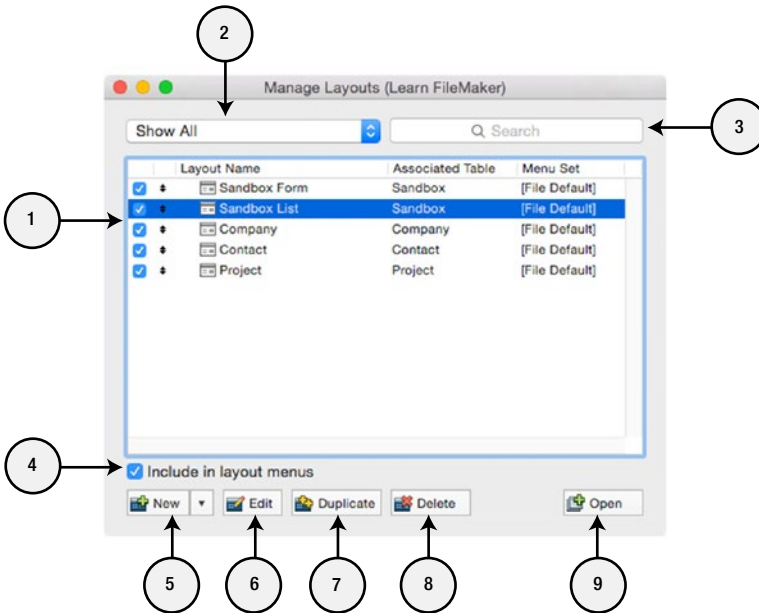 2
Manage Layouts (Learn FileMaker)
Show All
Search
3
Layout Name Associated Table Menu Set
Sandbox Form Sandbox [File Default]
1
Sandbox List Sandbox [File Default]
Company Company [File Default]
Contact Contact [File Default]
Project Project [File Default]
4
Include in layout menus
New Edit Duplicate Delete Open
5 6 7 8 9